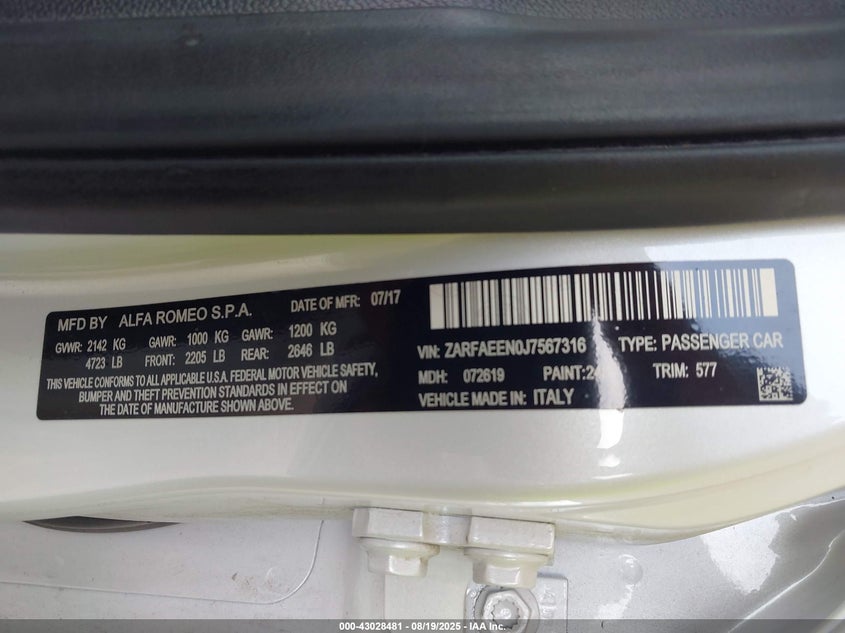 MFD BY ALFA ROMEO S.P.A. DATE OF MFR: 07/17
GVWR: 2142 KG GAWR: 1000 KG GAWR: 1200 KG
4723 LB FRONT: 2205 LB REAR: 2646 LB
THIS VEHICLE CONFORMS TO ALL APPLICABLE U.S.A. FEDERAL MOTOR VEHICLE SAFETY,
BUMPER AND THEFT PREVENTION STANDARDS IN EFFECT ON
THE DATE OF MANUFACTURE SHOWN ABOVE.
VIN: ZARFAEEN0J7567316 TYPE: PASSENGER CAR
MDH: 072619 PAINT: TRIM: 577
VEHICLE MADE IN: ITALY
000-43028481 | 08/19/2025 - IAA Inc.